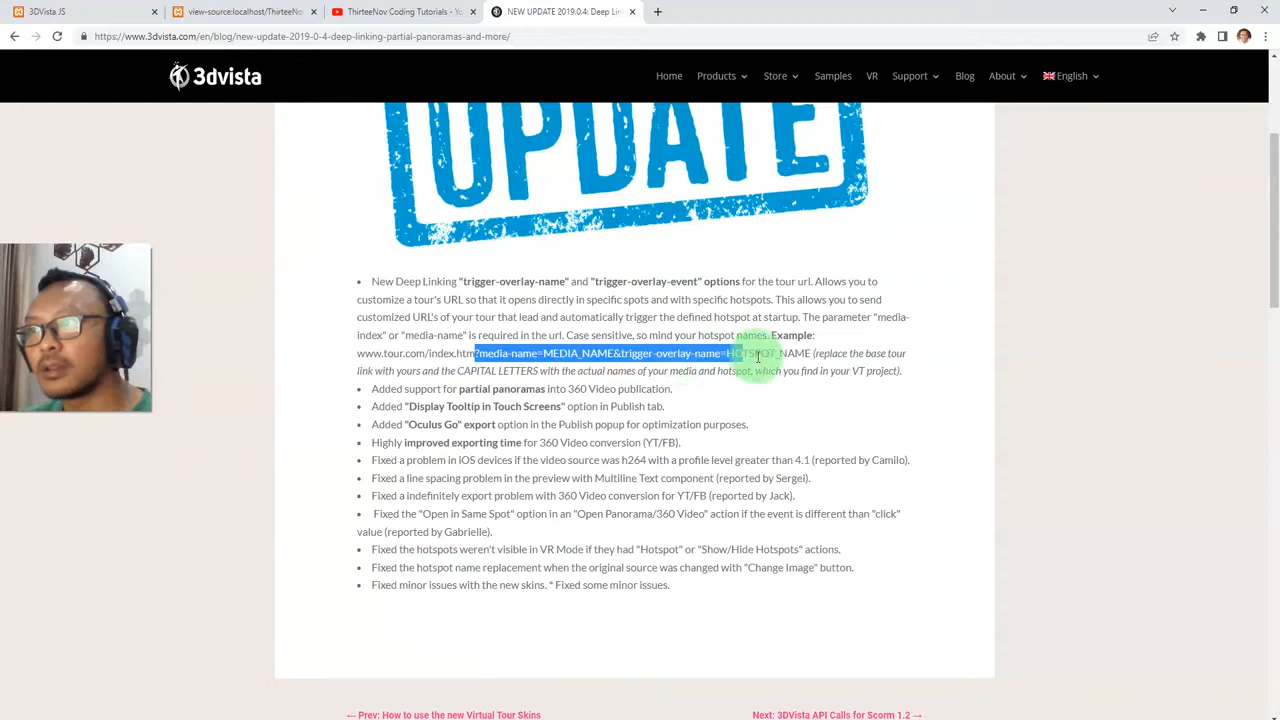 3DVista JS
view-source:localhost/ThirteeNov
ThirteeNov Coding Tutorials - Yo
NEW UPDATE 2019.0.4: Deep Lin
https://www.3dvista.com/en/blog/new-update-2019-0-4-deep-linking-partial-panoramas-and-more/
3dvista
Home Products Store Samples VR Support Blog About English
UPDATE
• New Deep Linking "trigger-overlay-name" and "trigger-overlay-event" options for the tour url. Allows you to
customize a tour's URL so that it opens directly in specific spots and with specific hotspots. This allows you to send
customized URL's of your tour that lead and automatically trigger the defined hotspot at startup. The parameter "media-
index" or "media-name" is required in the url. Case sensitive, so mind your hotspot names. Example:
www.tour.com/index.htm?media-name=MEDIA_NAME&trigger-overlay-name=HOTSPOT_NAME (replace the base tour
link with yours and the CAPITAL LETTERS with the actual names of your media and hotspot, which you find in your VT project).
• Added support for partial panoramas into 360 Video publication.
• Added "Display Tooltip in Touch Screens" option in Publish tab.
• Added "Oculus Go" export option in the Publish popup for optimization purposes.
• Highly improved exporting time for 360 Video conversion (YT/FB).
• Fixed a problem in iOS devices if the video source was h264 with a profile level greater than 4.1 (reported by Camilo).
• Fixed a line spacing problem in the preview with Multiline Text component (reported by Sergei).
• Fixed a indefinitely export problem with 360 Video conversion for YT/FB (reported by Jack).
• Fixed the "Open in Same Spot" option in an "Open Panorama/360 Video" action if the event is different than "click"
value (reported by Gabrielle).
• Fixed the hotspots weren't visible in VR Mode if they had "Hotspot" or "Show/Hide Hotspots" actions.
• Fixed the hotspot name replacement when the original source was changed with "Change Image" button.
• Fixed minor issues with the new skins. * Fixed some minor issues.
← Prev: How to use the new Virtual Tour Skins
Next: 3DVista API Calls for Scorm 1.2 →